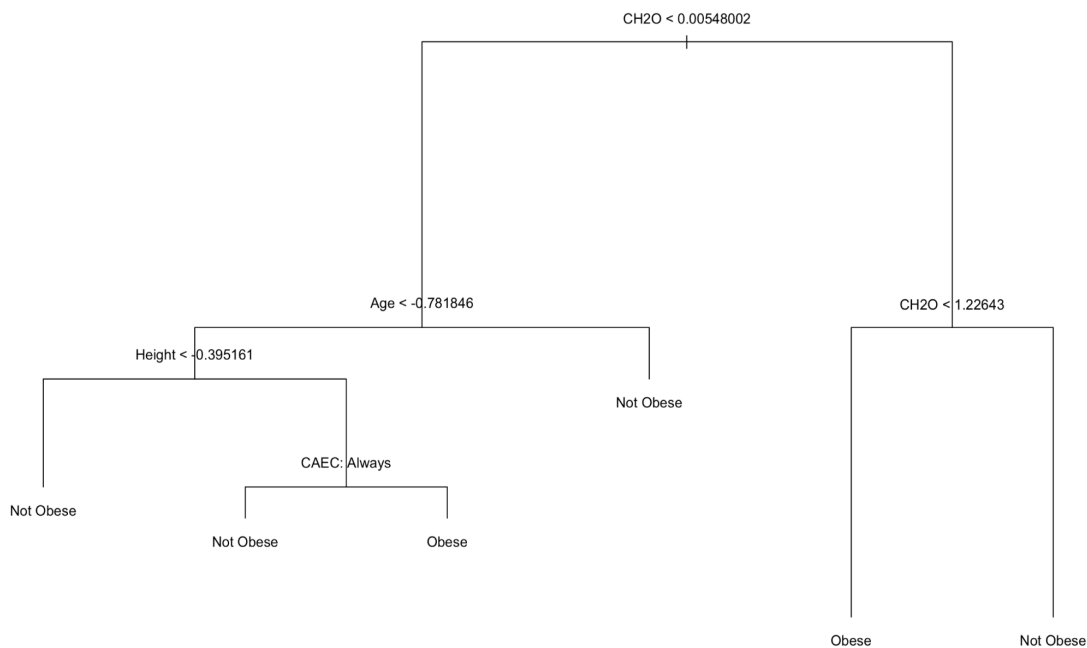 CH2O < 0.00548002
Age < -0.781846
CH2O < 1.22643
Height < -0.395161
Not Obese
CAEC: Always
Not Obese
Not Obese
Obese
Obese
Not Obese